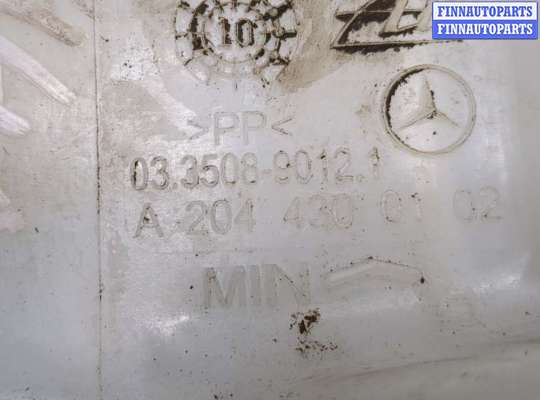 FINNAUTOPARTS
FINNAUTOPARTS
10
>PP<
03.3508-9012.1
A 204 430 01 02
MIN